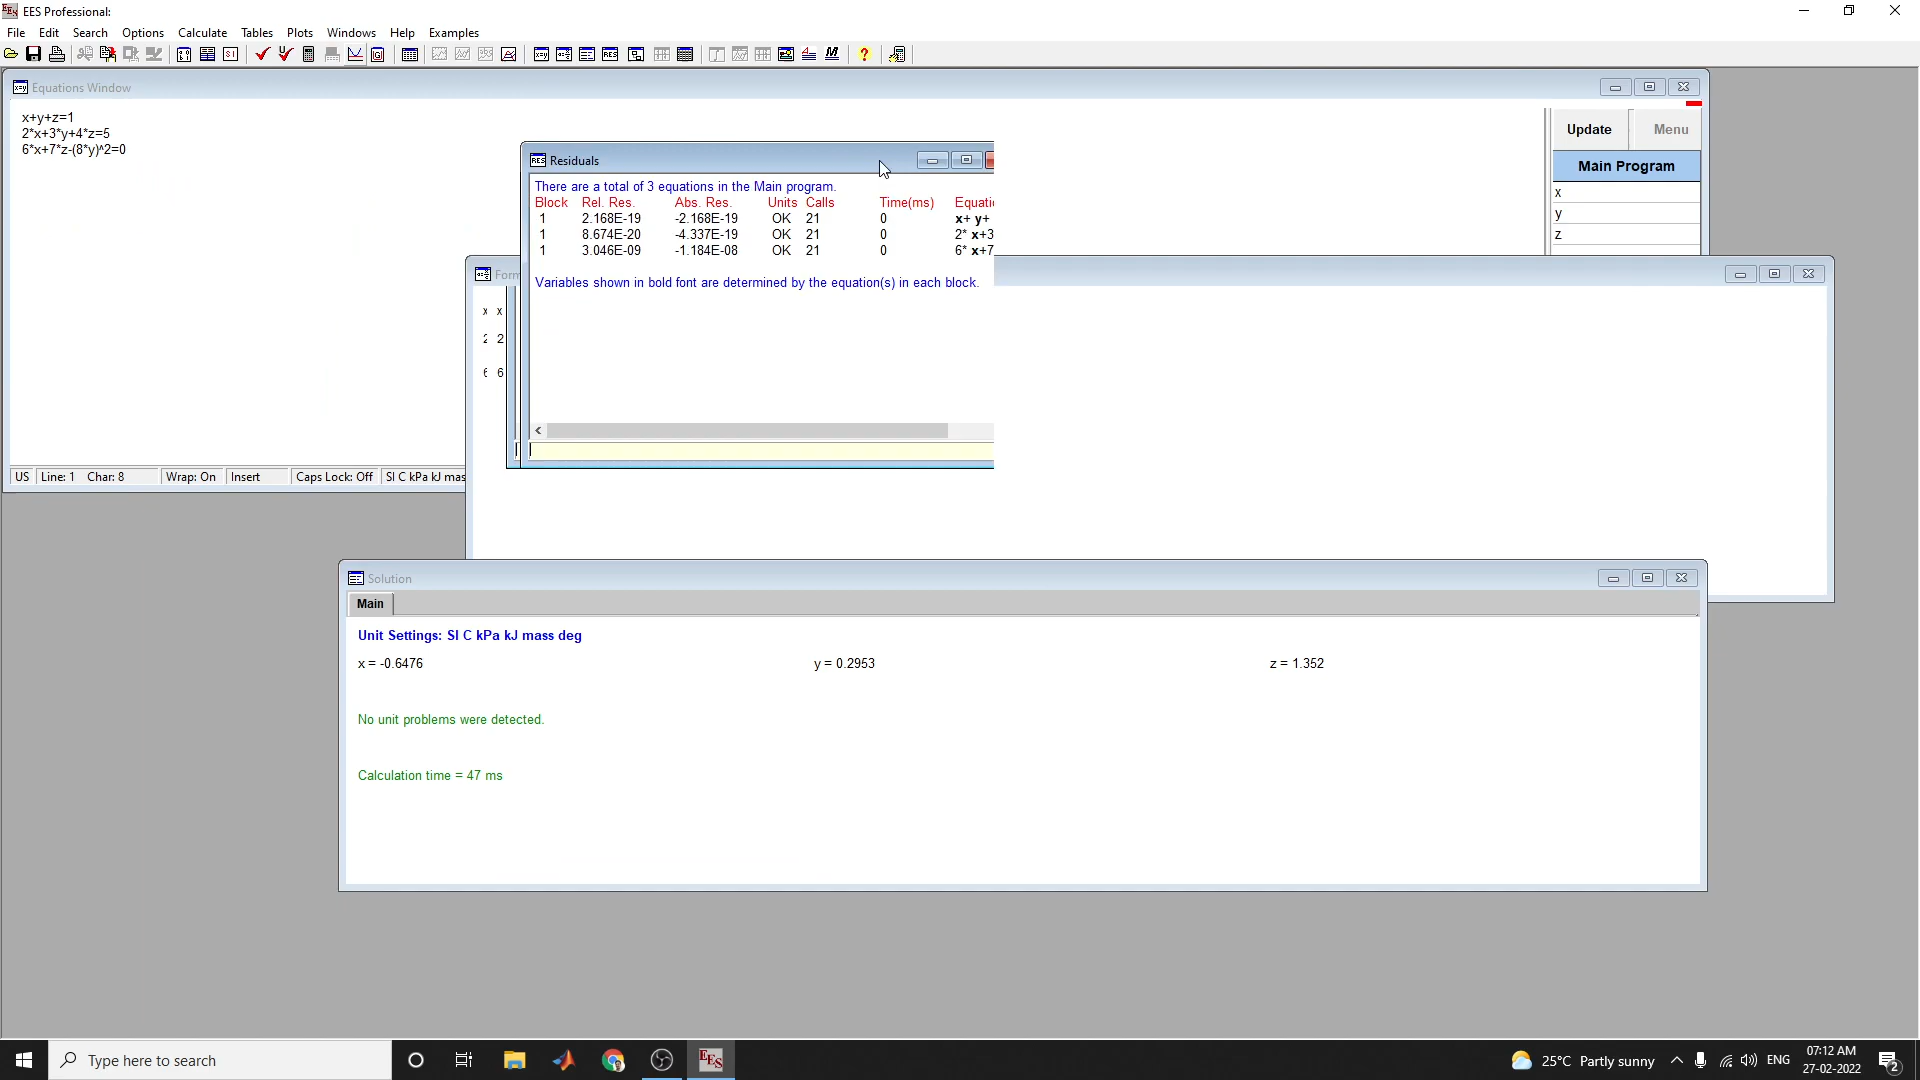 EES Professional:
File Edit Search Options Calculate Tables Plots Windows Help Examples
Equations Window
x+y+z=1
2*x+3*y+4*z=5
6*x+7*z-(8*y)^2=0
Update Menu
Main Program
x
y
z
US Line: 1 Char: 8 Wrap: On Insert Caps Lock: Off SI C kPa kJ mas
Residuals
There are a total of 3 equations in the Main program.
Block Rel. Res. Abs. Res. Units Calls Time(ms) Equati
1 2.168E-19 -2.168E-19 OK 21 0 x+ y+
1 8.674E-20 -4.337E-19 OK 21 0 2* x+3
1 3.046E-09 -1.184E-08 OK 21 0 6* x+7
Variables shown in bold font are determined by the equation(s) in each block.
Form
x x
2 2
6 6
Solution
Main
Unit Settings: SI C kPa kJ mass deg
x = -0.6476 y = 0.2953 z = 1.352
No unit problems were detected.
Calculation time = 47 ms
Type here to search
25°C Partly sunny
ENG
07:12 AM
27-02-2022
2